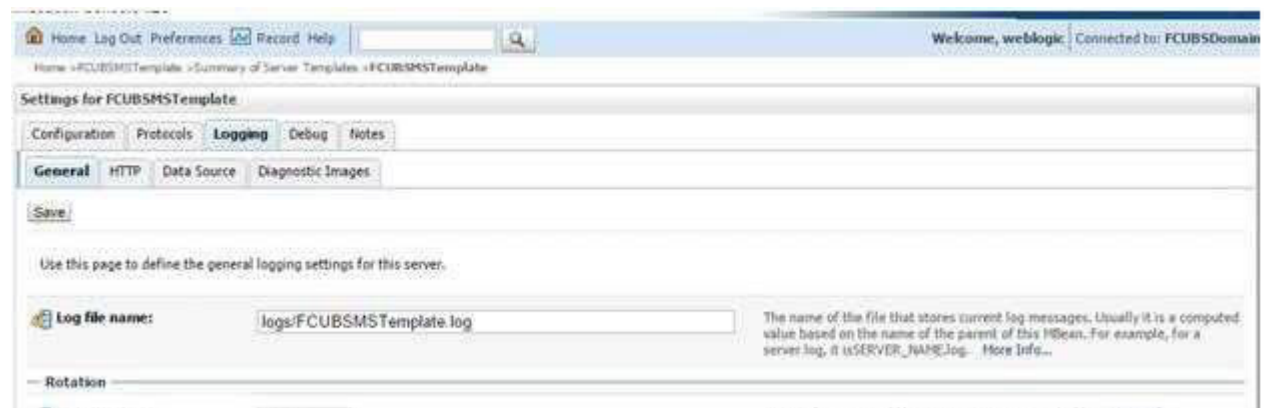 Home Log Out Preferences Record Help
Welcome, weblogic Connected to: FCUBSDomain
Home >FCUBSMSTemplate >Summary of Server Templates >FCUBSMSTemplate
Settings for FCUBSMSTemplate
Configuration Protocols Logging Debug Notes
General HTTP Data Source Diagnostic Images
Save
Use this page to define the general logging settings for this server.
Log file name:
logs/FCUBSMSTemplate.log
The name of the file that stores current log messages. Usually it is a computed
value based on the name of the parent of this MBean. For example, for a
server log, it isSERVER_NAME.log. More Info...
Rotation